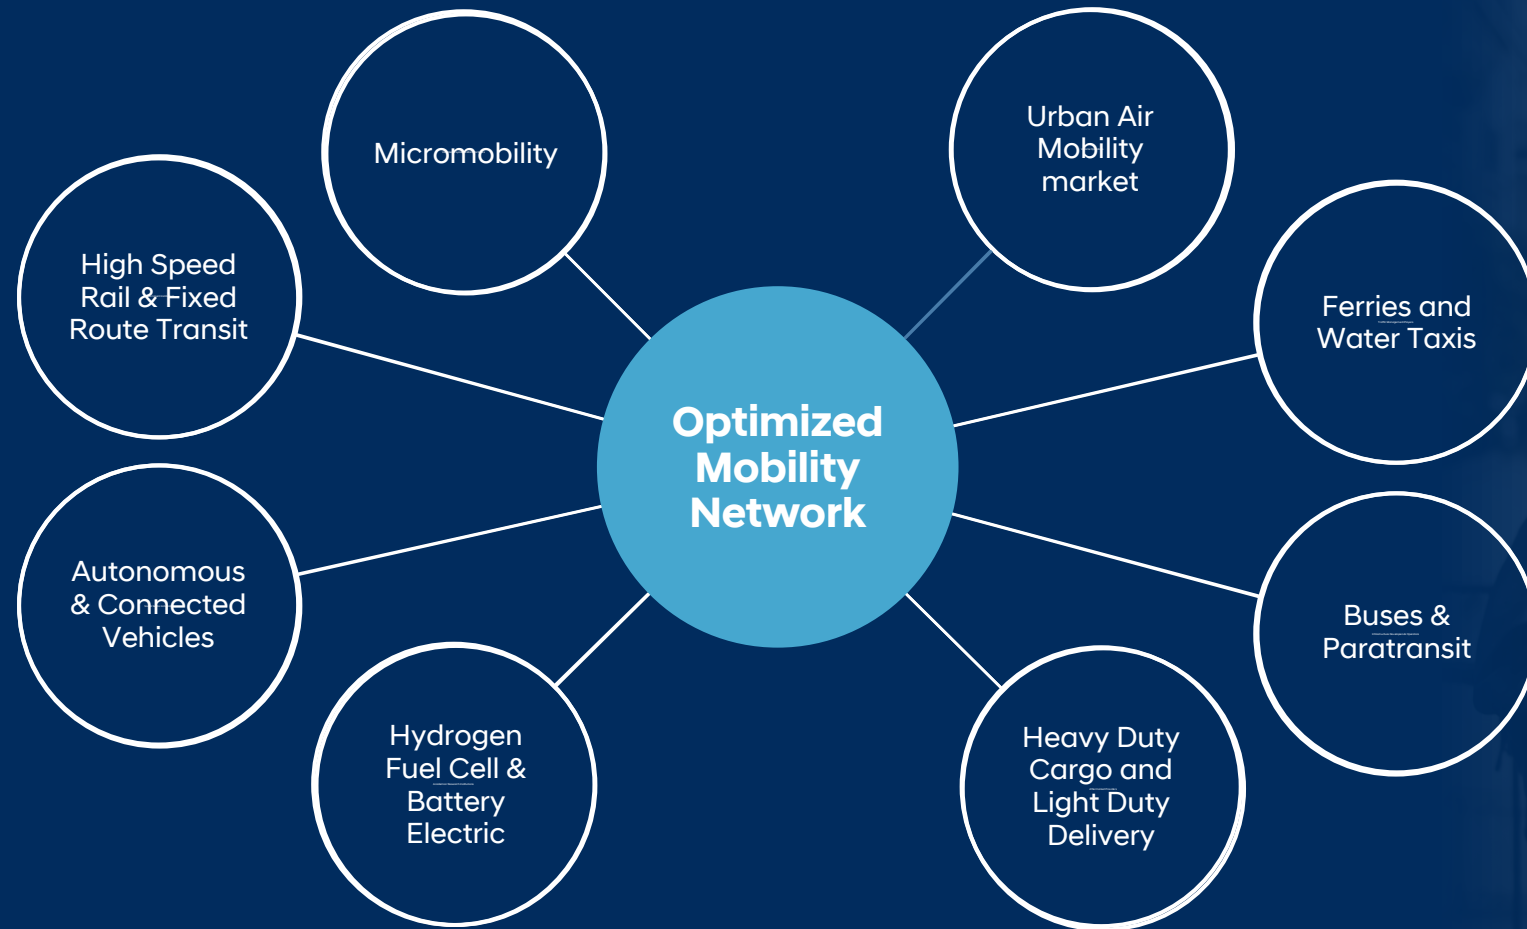 Micromobility
Urban Air
Mobility
market
High Speed
Rail & Fixed
Route Transit
Ferries and
Water Taxis
Optimized
Mobility
Network
Autonomous
& Connected
Vehicles
Buses &
Paratransit
Hydrogen
Fuel Cell &
Battery
Electric
Heavy Duty
Cargo and
Light Duty
Delivery